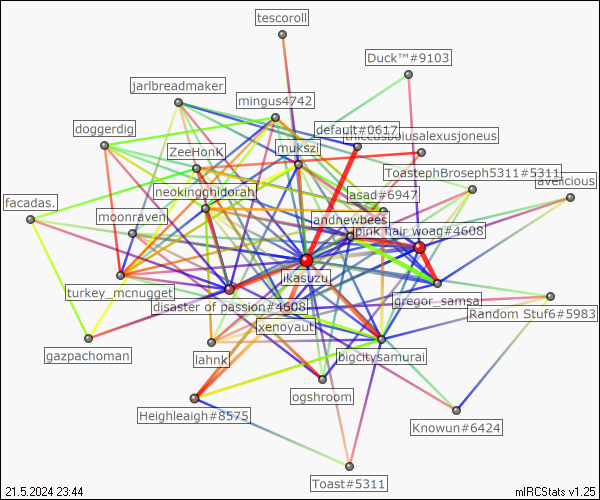 tescoroll
Duck™#9103
jarlbreadmaker
mingus4742
default#0617
doggerdig
mukszi
ZeeHonK
ToastephBroseph5311#5311
avelicious
neokingghidorah
asad#6947
facadas.
moonraven
andnewbees
pink hair woag#4608
ikasuzu
turkey_mcnugget
disaster of passion#4608
gregor_samsa
Random Stuf6#5983
xenoyaut
gazpachoman
lahnk
bigcitysamurai
ogshroom
Heighleaigh#8575
Knowun#6424
Toast#5311
21.5.2024 23:44
mIRCStats v1.25